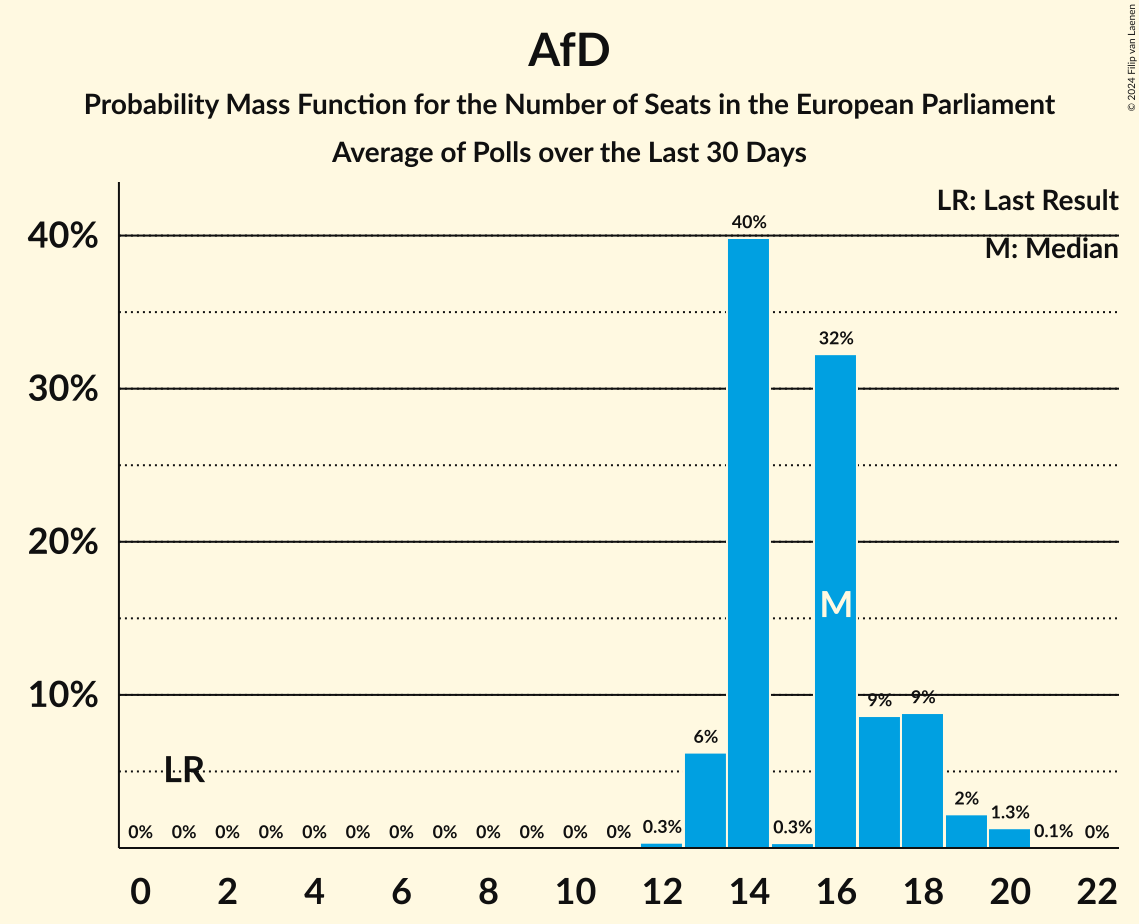 AfD
Probability Mass Function for the Number of Seats in the European Parliament
Average of Polls over the Last 30 Days
© 2024 Filip van Laenen
LR: Last Result
M: Median
40%
30%
20%
10%
40%
32%
M
9%
9%
6%
LR
2%
1.3%
0% 0% 0% 0% 0% 0% 0% 0% 0% 0% 0% 0% 0.3% 0.3% 0.1% 0%
0 2 4 6 8 10 12 14 16 18 20 22